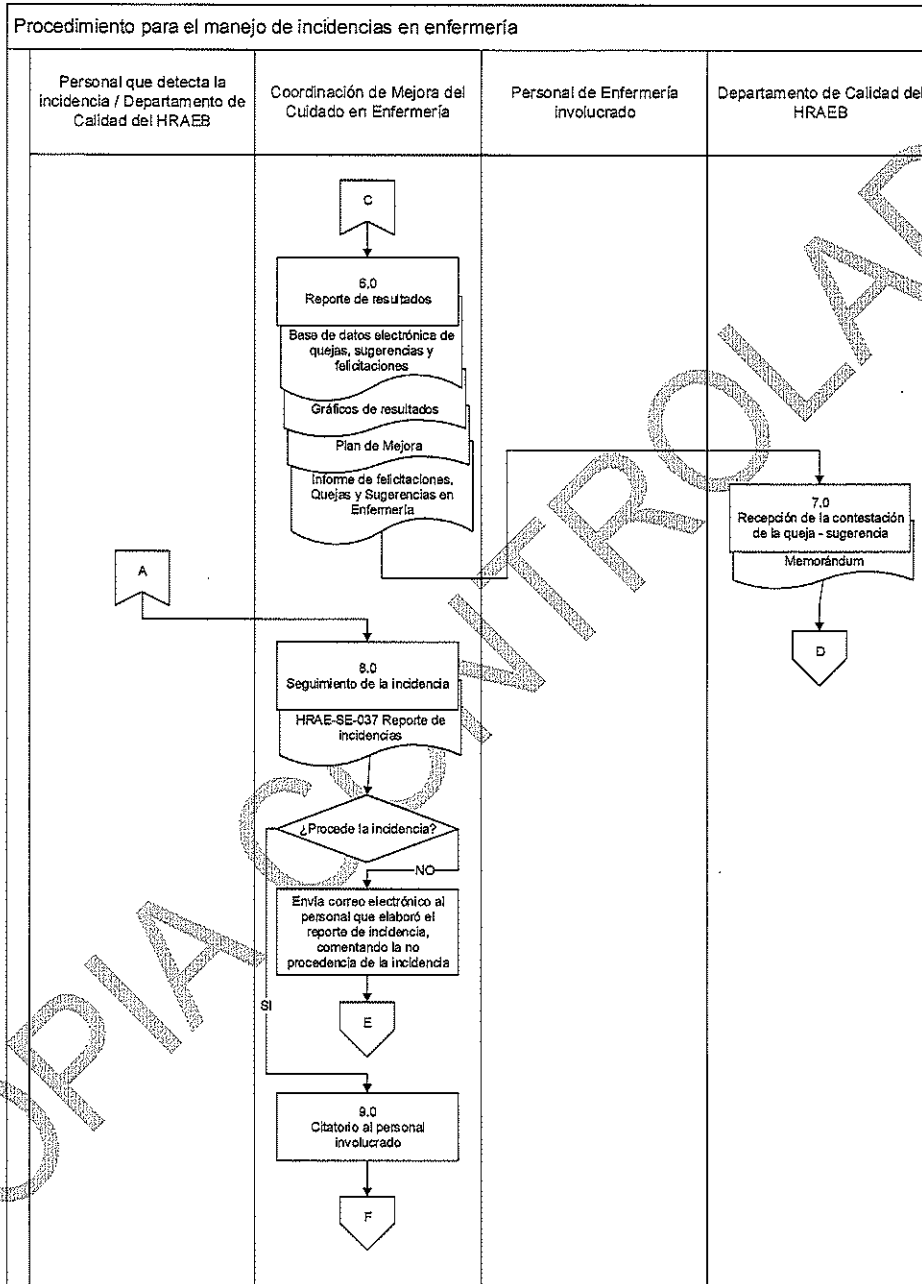 Procedimiento para el manejo de incidencias en enfermería
Personal que detecta la
incidencia / Departamento de
Calidad del HRAEB
Coordinación de Mejora del
Cuidado en Enfermería
Personal de Enfermería
involucrado
Departamento de Calidad del
HRAEB
C
6.0
Reporte de resultados
Base de datos electrónica de
quejas, sugerencias y
felicitaciones
Gráficos de resultados
Plan de Mejora
Informe de felicitaciones,
Quejas y Sugerencias en
Enfermería
7.0
Recepción de la contestación
de la queja - sugerencia
Memorándum
D
A
8.0
Seguimiento de la incidencia
HRAE-SE-037 Reporte de
incidencias
¿Procede la incidencia?
NO
Envía correo electrónico al
personal que elaboró el
reporte de incidencia,
comentando la no
procedencia de la incidencia
E
SI
9.0
Citatorio al personal
involucrado
F
OPIA CONTROLAD